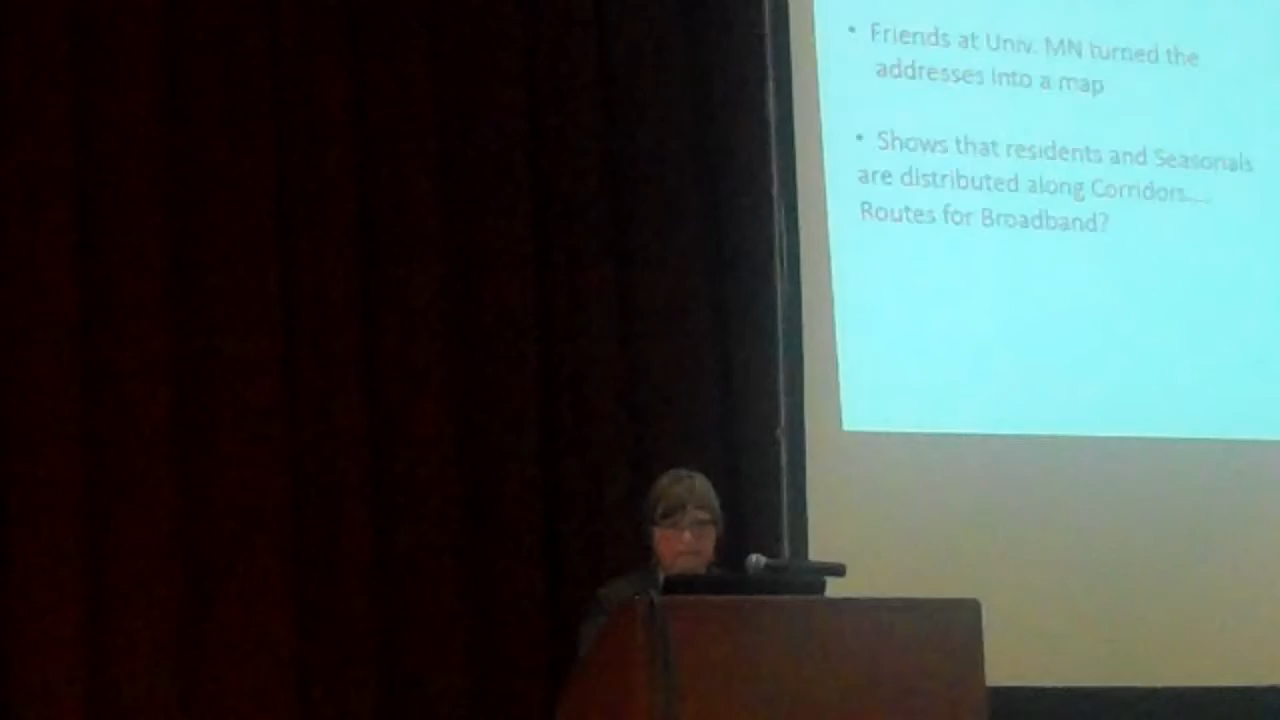 • Friends at Univ. MN turned the
addresses into a map
• Shows that residents and Seasonals
are distributed along Corridors....
Routes for Broadband?